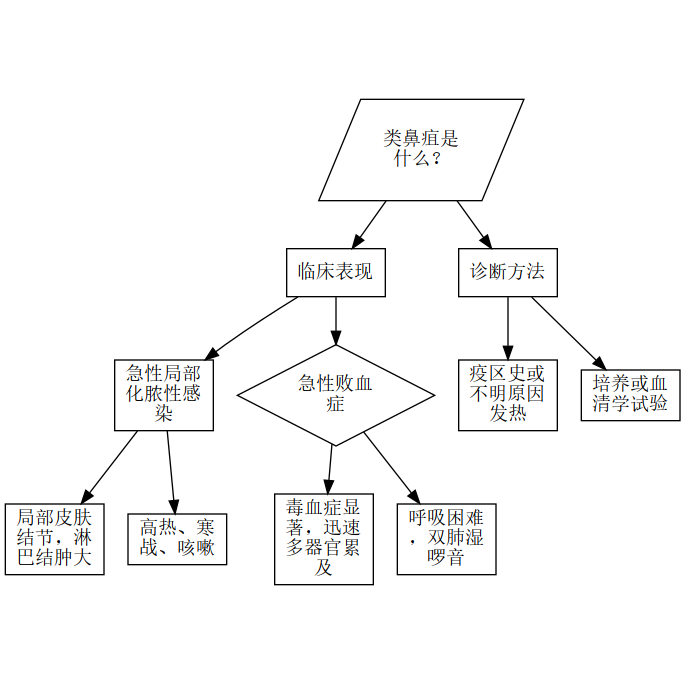 类鼻疽是
什么？
临床表现
诊断方法
急性局部
化脓性感
染
急性败血
症
疫区史或
不明原因
发热
培养或血
清学试验
局部皮肤
结节，淋
巴结肿大
高热、寒
战、咳嗽
毒血症显
著，迅速
多器官累
及
呼吸困难
，双肺湿
啰音